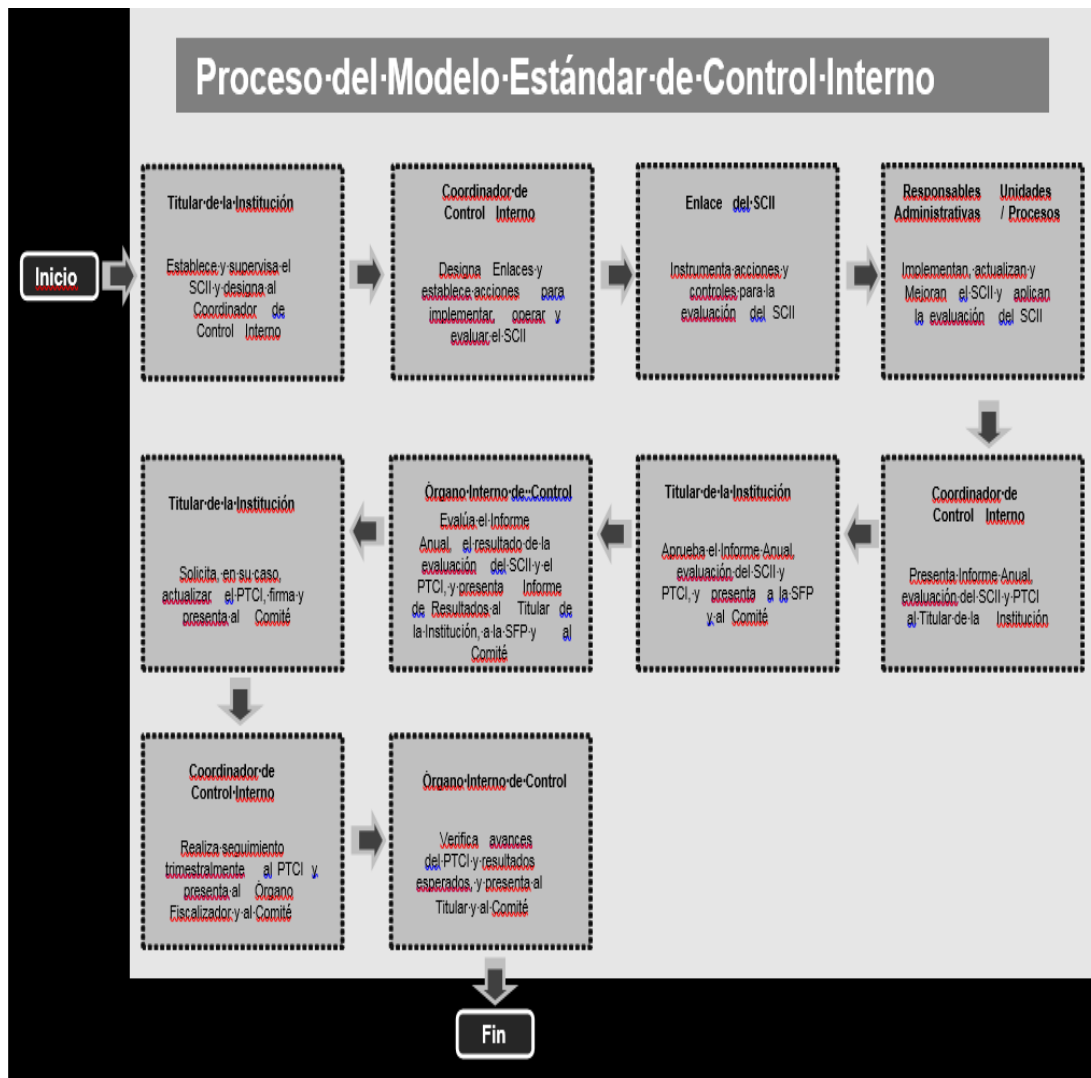 Proceso·del·Modelo·Estándar·de·Control·Interno
Inicio
Titular·de·la·Institución
Establece·y·supervisa·el
SCII·y·designa·al
Coordinador de
Control Interno
Coordinador·de
Control Interno
Designa Enlaces·y
establece·acciones para
implementar, operar y
evaluar·el·SCII
Enlace del·SCII
Instrumenta·acciones·y
controles·para·la
evaluación del·SCII
Responsables Unidades
Administrativas / Procesos
Implementan, actualizan·y
Mejoran el·SCII·y aplican
la evaluación del SCII
Coordinador·de
Control Interno
Presenta·Informe·Anual,
evaluación·del·SCII·y·PTCI
al·Titular·de·la Institución
Titular·de·la·Institución
Aprueba·el·Informe·Anual,
evaluación·del·SCII·y
PTCI,·y presenta a·la·SFP
y·al·Comité
Órgano·Interno·de··Control
Evalúa·el·Informe
Anual, el·resultado·de·la
evaluación del·SCII·y·el
PTCI,·y·presenta Informe
de Resultados·al Titular de
la·Institución,·a·la·SFP·y al
Comité
Titular·de·la·Institución
Solicita,·en·su·caso,
actualizar el·PTCI,·firma·y
presenta·al Comité
Coordinador·de
Control·Interno
Realiza·seguimiento
trimestralmente al·PTCI y
presenta·al Órgano
Fiscalizador·y·al·Comité
Órgano·Interno·de·Control
Verifica avances
del·PTCI·y·resultados
esperados,·y·presenta·al
Titular·y·al·Comité
Fin